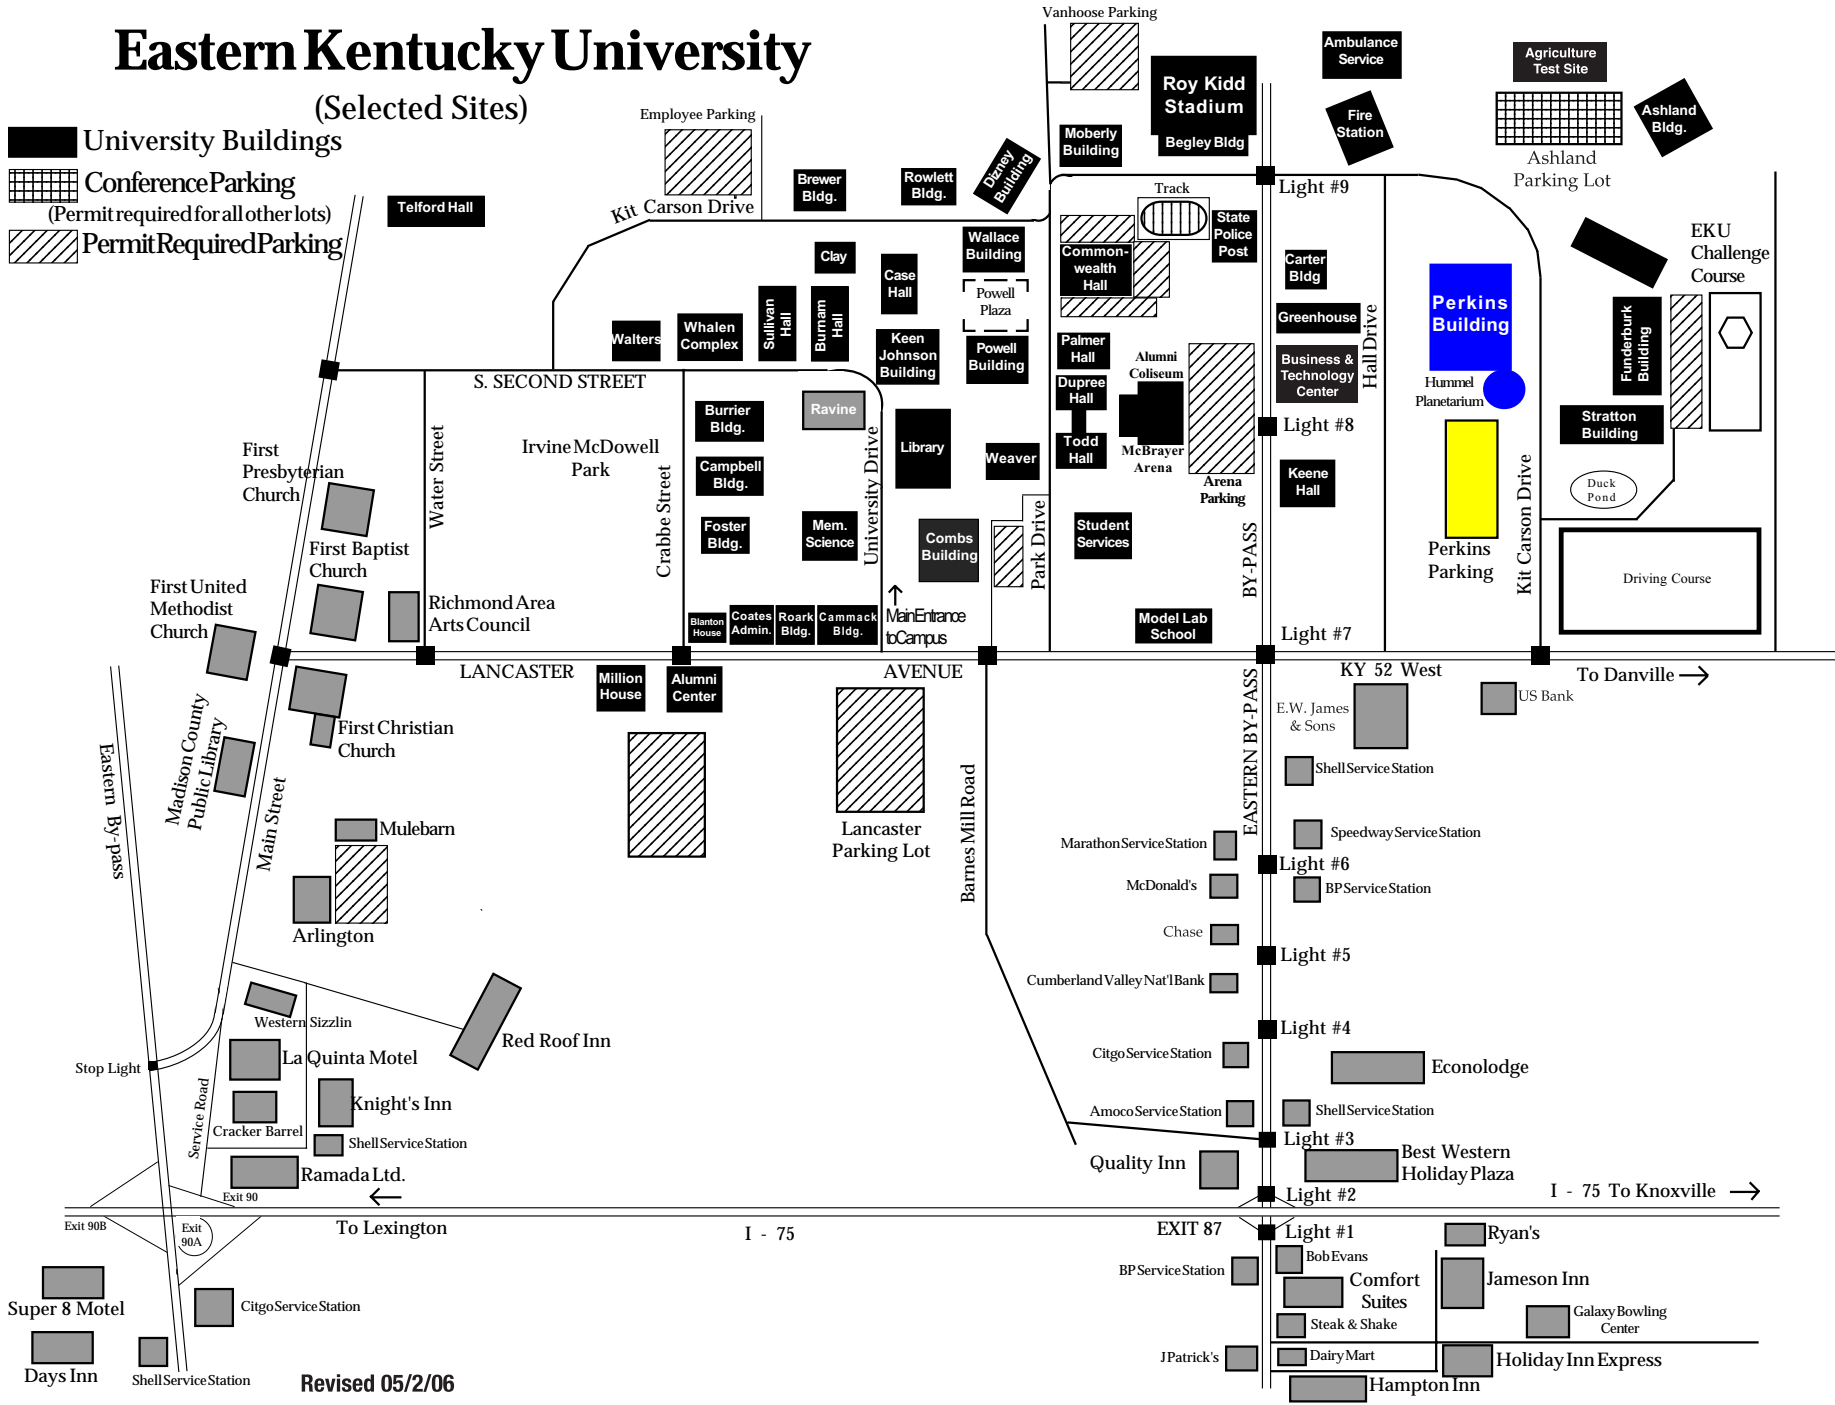 Eastern Kentucky University
(Selected Sites)
University Buildings
Conference Parking
(Permit required for all other lots)
Permit Required Parking
Vanhoose Parking
Employee Parking
Kit Carson Drive
Telford Hall
Brewer
Bldg.
Rowlett
Bldg.
Dizney
Building
Moberly
Building
Roy Kidd
Stadium
Begley Bldg
Ambulance
Service
Fire
Station
Agriculture
Test Site
Ashland
Bldg.
Ashland
Parking Lot
Light #9
Track
State
Police
Post
Common-
wealth
Hall
Wallace
Building
Powell
Plaza
Powell
Building
Clay
Case
Hall
Sullivan
Hall
Burnam
Hall
Walters
Whalen
Complex
Keen
Johnson
Building
Carter
Bldg
Greenhouse
Business &
Technology
Center
Hall Drive
Perkins
Building
Hummel
Planetarium
Funderburk
Building
EKU
Challenge
Course
Stratton
Building
Duck
Pond
Driving Course
Perkins
Parking
Kit Carson Drive
Palmer
Hall
Dupree
Hall
Todd
Hall
Alumni
Coliseum
McBrayer
Arena
Arena
Parking
Light #8
Keene
Hall
S. SECOND STREET
Ravine
Burrier
Bldg.
Campbell
Bldg.
Foster
Bldg.
Mem.
Science
Library
Weaver
Combs
Building
Student
Services
Model Lab
School
Irvine McDowell
Park
Water Street
Crabbe Street
University Drive
Park Drive
BY-PASS
First
Presbyterian
Church
First Baptist
Church
First United
Methodist
Church
Richmond Area
Arts Council
Blanton
House
Coates
Admin.
Roark
Bldg.
Cammack
Bldg.
Main Entrance
to Campus
Light #7
LANCASTER
AVENUE
KY 52 West
To Danville
Million
House
Alumni
Center
First Christian
Church
Madison County
Public Library
Main Street
Eastern By-pass
Lancaster
Parking Lot
Barnes Mill Road
EASTERN BY-PASS
E.W. James
& Sons
US Bank
Shell Service Station
Mulebarn
Arlington
Marathon Service Station
Speedway Service Station
Light #6
McDonald's
BP Service Station
Chase
Light #5
Cumberland Valley Nat'l Bank
Light #4
Citgo Service Station
Econolodge
Amoco Service Station
Shell Service Station
Light #3
Quality Inn
Best Western
Holiday Plaza
Light #2
I - 75 To Knoxville
Western Sizzlin
Red Roof Inn
La Quinta Motel
Stop Light
Service Road
Knight's Inn
Cracker Barrel
Shell Service Station
Ramada Ltd.
Exit 90
Exit 90B
Exit
90A
To Lexington
I - 75
EXIT 87
Light #1
Ryan's
Bob Evans
BP Service Station
Comfort
Suites
Jameson Inn
Steak & Shake
Galaxy Bowling
Center
J Patrick's
Dairy Mart
Holiday Inn Express
Hampton Inn
Super 8 Motel
Citgo Service Station
Days Inn
Shell Service Station
Revised 05/2/06